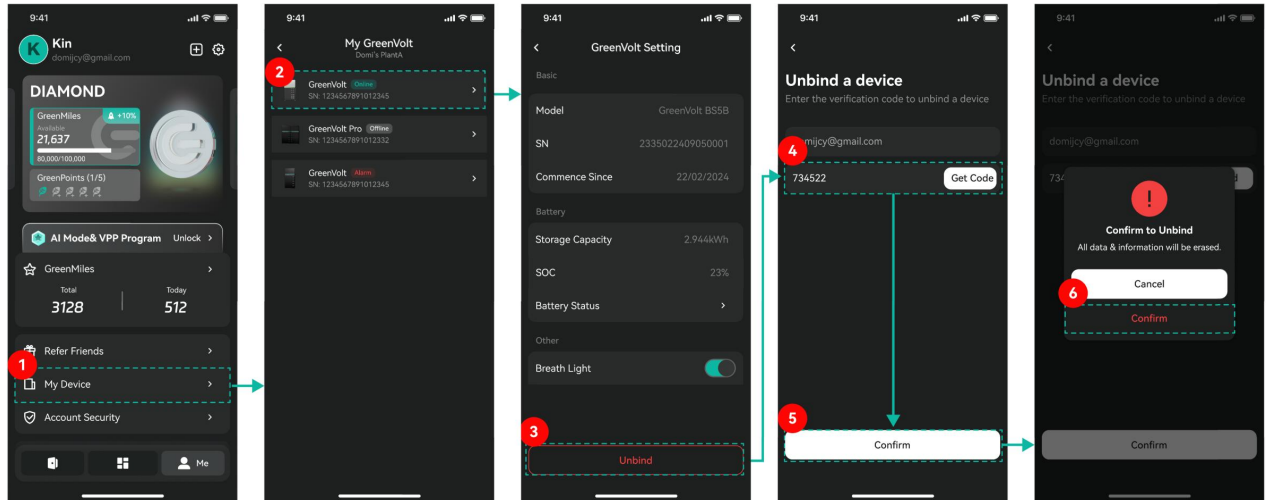 9:41
K
Kin
domijcy@gmail.com
DIAMOND
GreenMiles
+10%
Available
21,637
80,000/100,000
GreenPoints (1/5)
AI Mode& VPP Program Unlock >
GreenMiles >
Total Today
3128 512
Refer Friends >
1
My Device >
Account Security >
Me
9:41
< My GreenVolt
Domi's PlantA
2
GreenVolt Online
SN: 1234567891012345 >
GreenVolt Pro Offline
SN: 1234567891012332 >
GreenVolt Alarm
SN: 1234567891012345 >
9:41
< GreenVolt Setting
Basic
Model GreenVolt BS5B
SN 2335022409050001
Commence Since 22/02/2024
Battery
Storage Capacity 2.944kWh
SOC 23%
Battery Status >
Other
Breath Light
3
Unbind
9:41
<
Unbind a device
Enter the verification code to unbind a device
mijcy@gmail.com
4
734522 Get Code
5
Confirm
9:41
<
Unbind a device
Enter the verification code to unbind a device
domijcy@gmail.com
734
!
Confirm to Unbind
All data & information will be erased.
Cancel
6
Confirm
Confirm